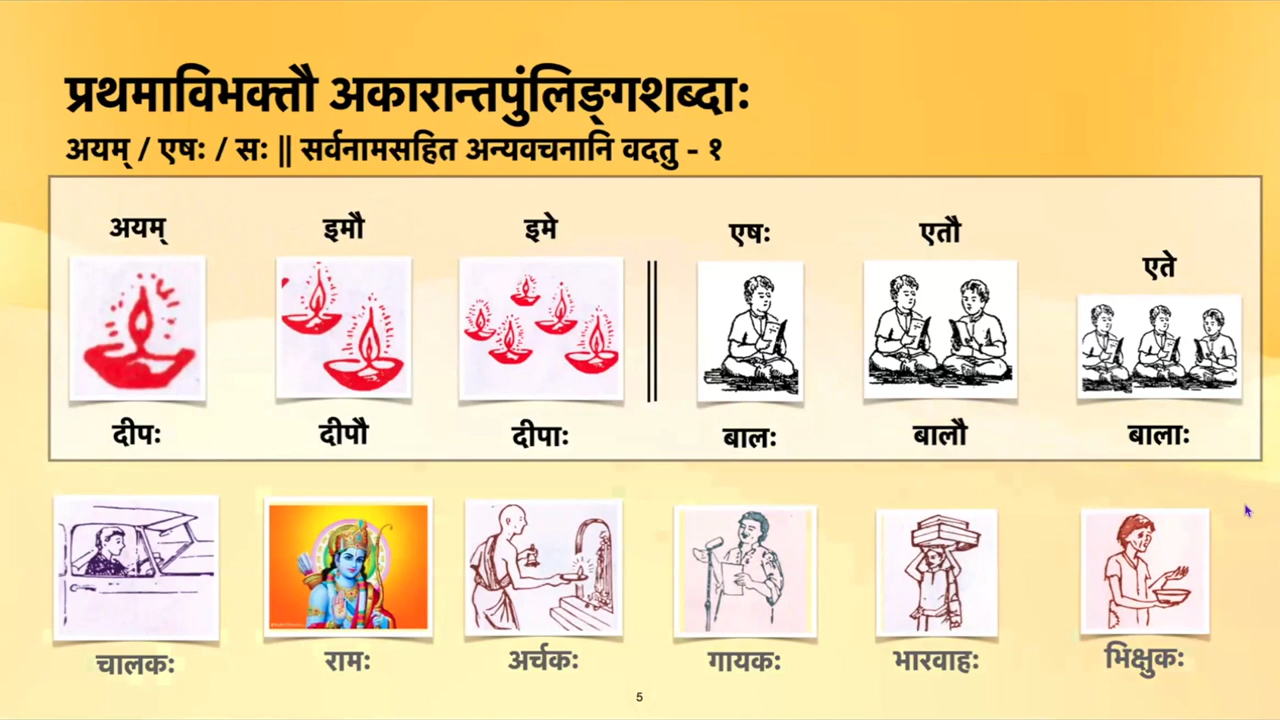 प्रथमाविभक्तौ अकारान्तपुंलिङ्गशब्दाः
अयम् / एषः / सः || सर्वनामसहित अन्यवचनानि वदतु - १
अयम् इमौ इमे एषः एतौ एते
दीपः दीपौ दीपाः बालः बालौ बालाः
चालकः रामः अर्चकः गायकः भारवाहः भिक्षुकः
5